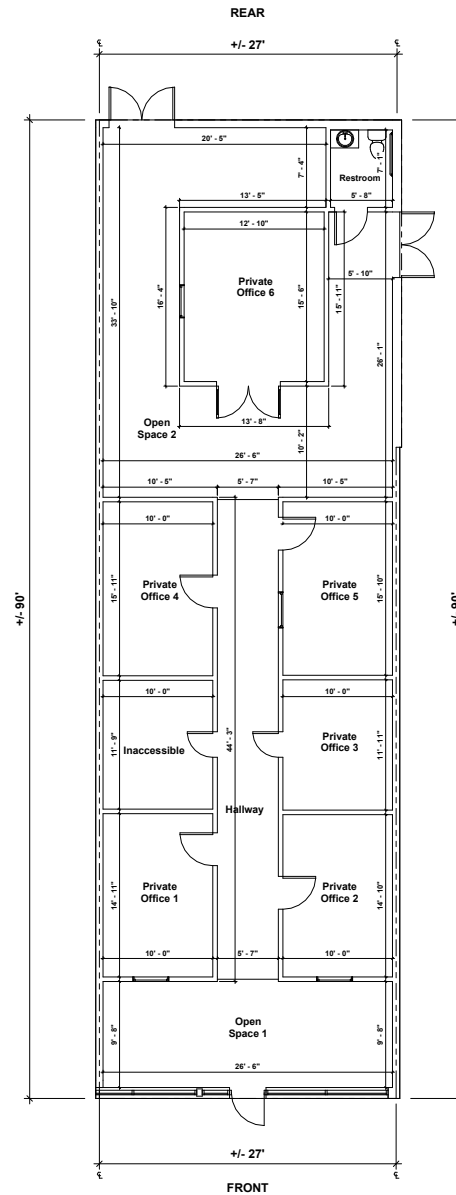 REAR
℄
+/- 27'
℄
20' - 5"
7' - 4"
7' - 1"
Restroom
13' - 5"
5' - 8"
12' - 10"
5' - 10"
33' - 10"
16' - 4"
Private
Office 6
15' - 6"
15' - 11"
26' - 1"
Open
Space 2
13' - 8"
10' - 2"
26' - 6"
10' - 5"
5' - 7"
10' - 5"
10' - 0"
10' - 0"
15' - 11"
Private
Office 4
Private
Office 5
15' - 10"
+/- 90'
+/- 90'
10' - 0"
10' - 0"
11' - 9"
Inaccessible
44' - 3"
Private
Office 3
11' - 11"
Hallway
14' - 11"
Private
Office 1
Private
Office 2
14' - 10"
10' - 0"
5' - 7"
10' - 0"
9' - 8"
Open
Space 1
9' - 8"
26' - 6"
+/- 27'
℄
℄
FRONT